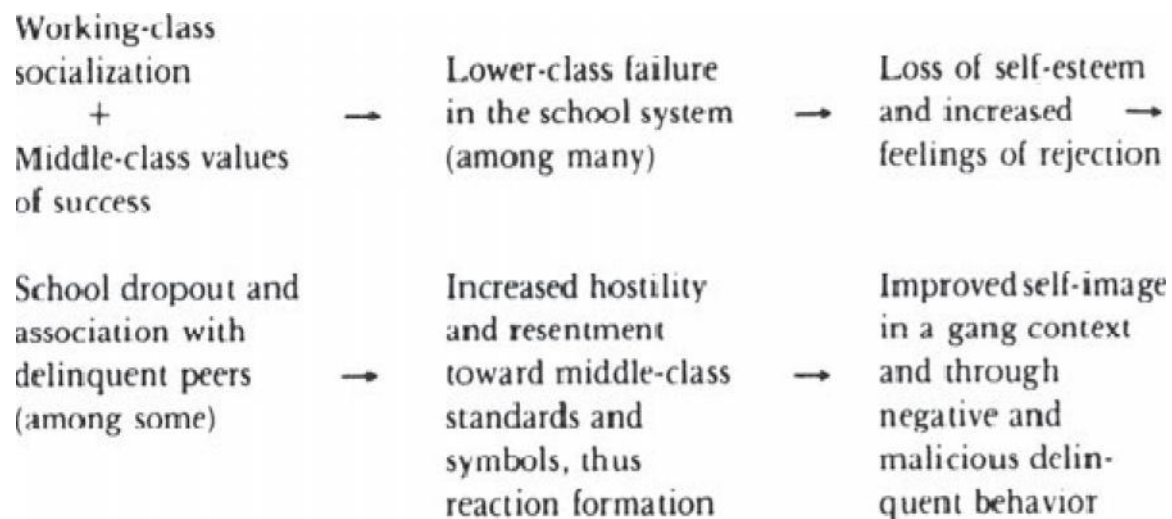 Working-class
socialization
+
Middle-class values
of success
→
Lower-class failure
in the school system
(among many)
→
Loss of self-esteem
and increased
feelings of rejection
→
School dropout and
association with
delinquent peers
(among some)
→
Increased hostility
and resentment
toward middle-class
standards and
symbols, thus
reaction formation
→
Improved self-image
in a gang context
and through
negative and
malicious delin-
quent behavior